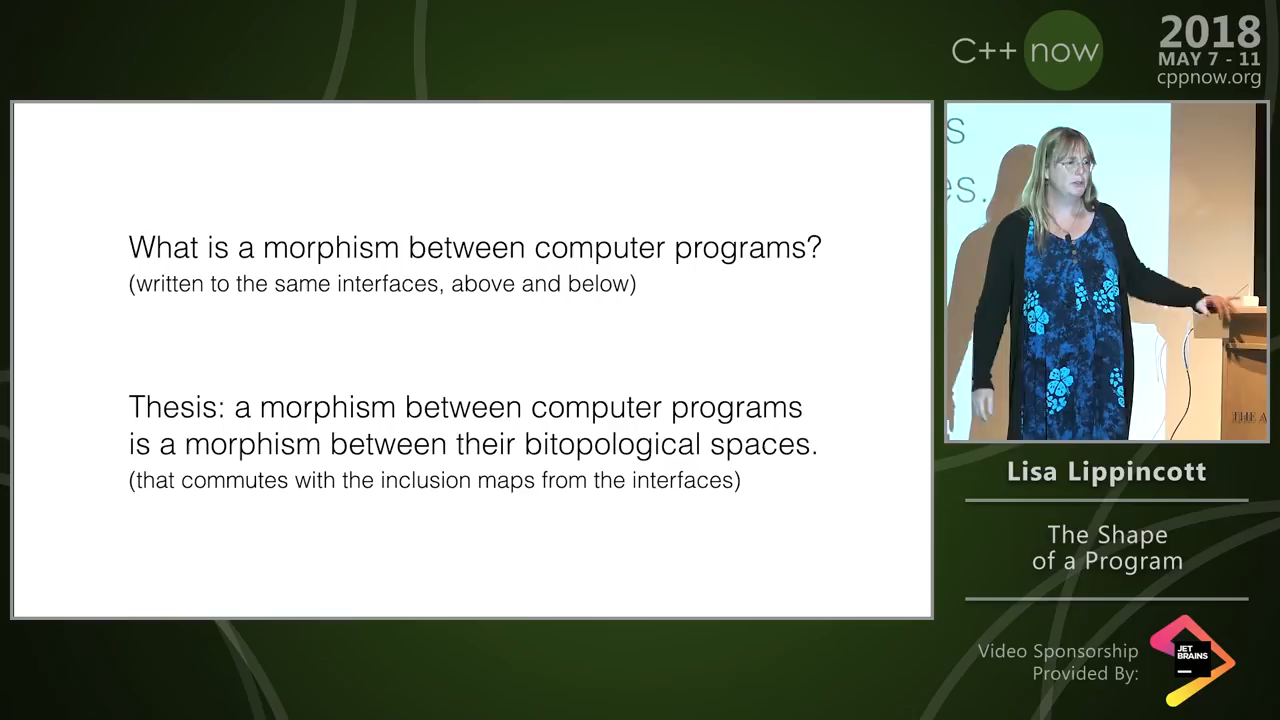 C++ now
2018
MAY 7 - 11
cppnow.org
What is a morphism between computer programs?
(written to the same interfaces, above and below)
Thesis: a morphism between computer programs
is a morphism between their bitopological spaces.
(that commutes with the inclusion maps from the interfaces)
s
es.
THE A
Lisa Lippincott
The Shape
of a Program
Video Sponsorship
Provided By:
JET
BRAINS